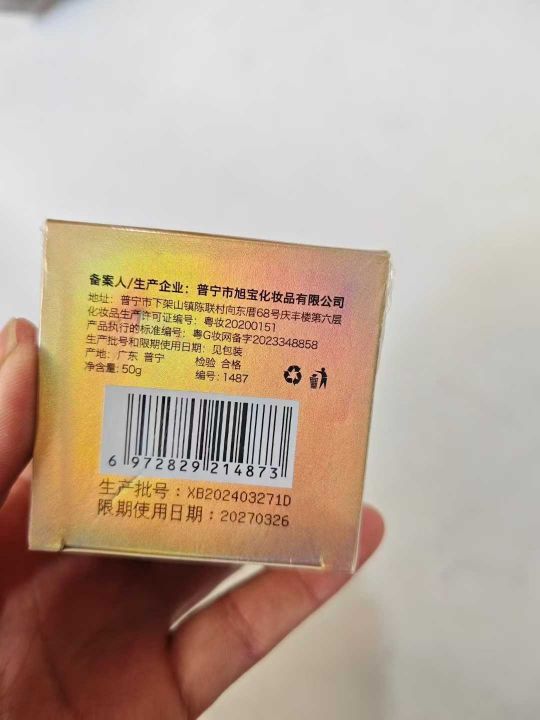 备案人/生产企业：普宁市旭宝化妆品有限公司
地址：普宁市下架山镇陈联村向东厝68号庆丰楼第六层
化妆品生产许可证编号：粤妆20200151
产品执行的标准编号：粤G妆网备字2023348858
生产批号和限期使用日期：见包装
产地：广东 普宁 检验 合格
净含量: 50g 编号: 1487
6 972829 214873
生产批号：XB202403271D
限期使用日期：20270326